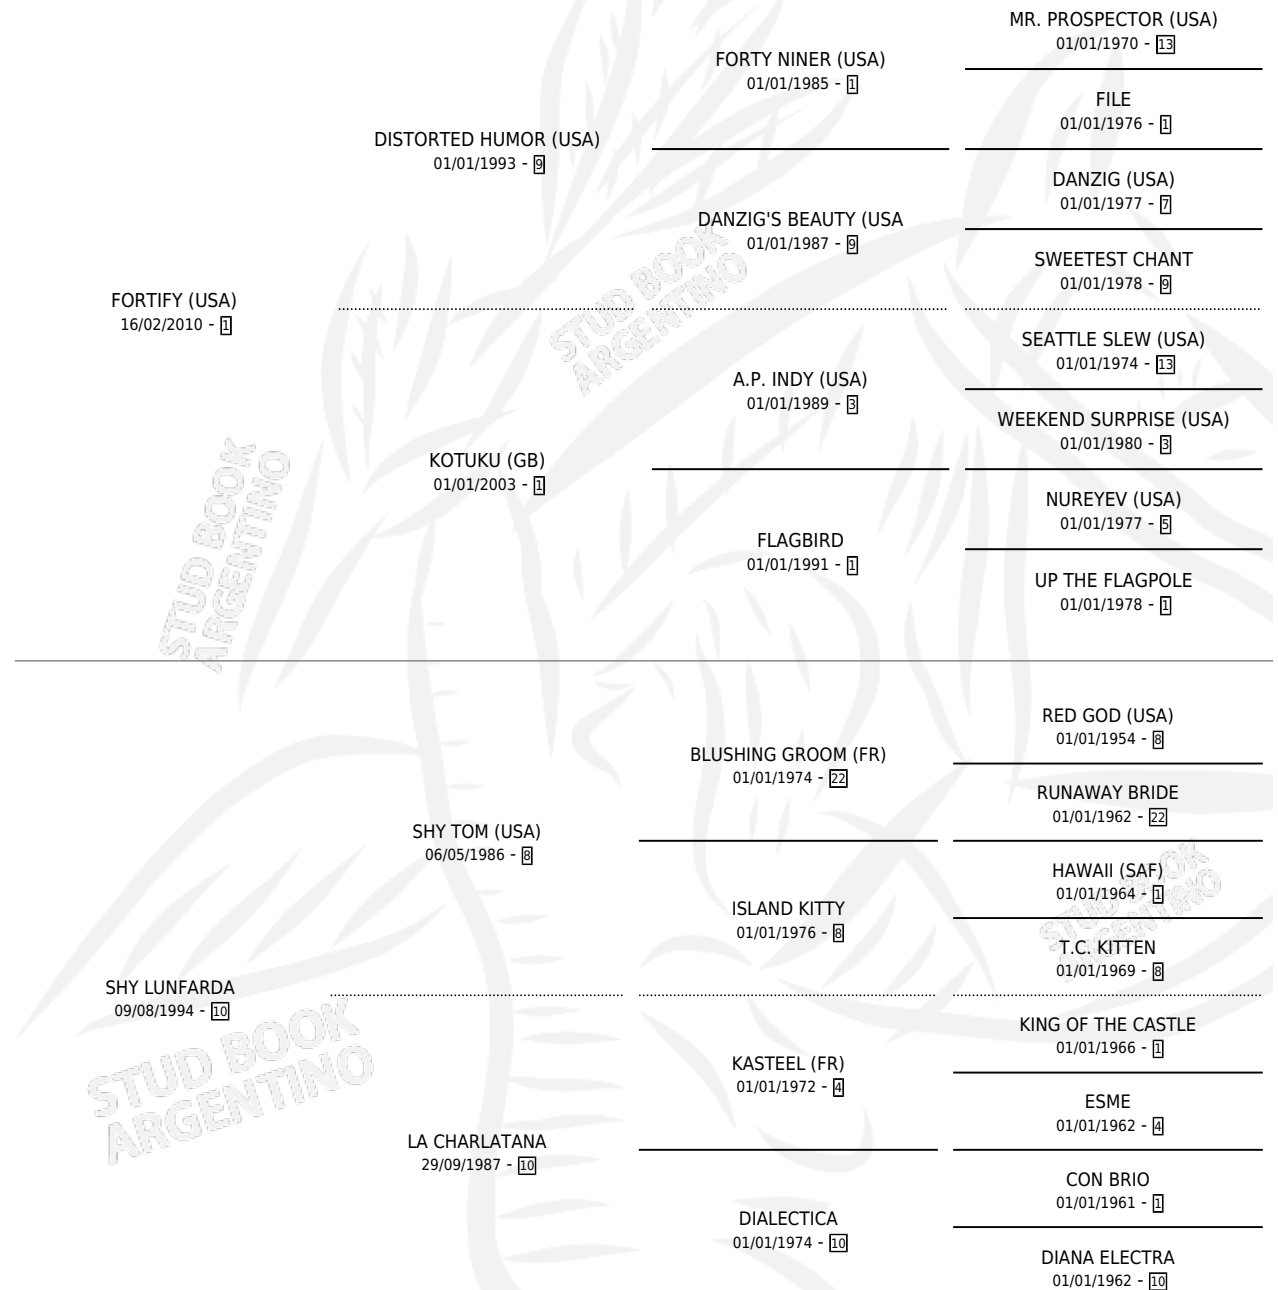 MR. PROSPECTOR (USA)
01/01/1970 - 13
FORTY NINER (USA)
01/01/1985 - 1
FILE
01/01/1976 - 1
DISTORTED HUMOR (USA)
01/01/1993 - 9
DANZIG (USA)
01/01/1977 - 7
DANZIG'S BEAUTY (USA
01/01/1987 - 9
SWEETEST CHANT
01/01/1978 - 9
FORTIFY (USA)
16/02/2010 - 1
STUD BOOK
ARGENTINO
SEATTLE SLEW (USA)
01/01/1974 - 13
A.P. INDY (USA)
01/01/1989 - 3
WEEKEND SURPRISE (USA)
01/01/1980 - 3
KOTUKU (GB)
01/01/2003 - 1
NUREYEV (USA)
01/01/1977 - 5
FLAGBIRD
01/01/1991 - 1
UP THE FLAGPOLE
01/01/1978 - 1
STUD BOOK
ARGENTINO
RED GOD (USA)
01/01/1954 - 8
BLUSHING GROOM (FR)
01/01/1974 - 22
RUNAWAY BRIDE
01/01/1962 - 22
SHY TOM (USA)
06/05/1986 - 8
HAWAII (SAF)
01/01/1964 - 1
ISLAND KITTY
01/01/1976 - 8
STUD BOOK
ARGENTINO
T.C. KITTEN
01/01/1969 - 8
SHY LUNFARDA
09/08/1994 - 10
KING OF THE CASTLE
01/01/1966 - 1
KASTEEL (FR)
01/01/1972 - 4
STUD BOOK
ARGENTINO
ESME
01/01/1962 - 4
LA CHARLATANA
29/09/1987 - 10
CON BRIO
01/01/1961 - 1
DIALECTICA
01/01/1974 - 10
DIANA ELECTRA
01/01/1962 - 10